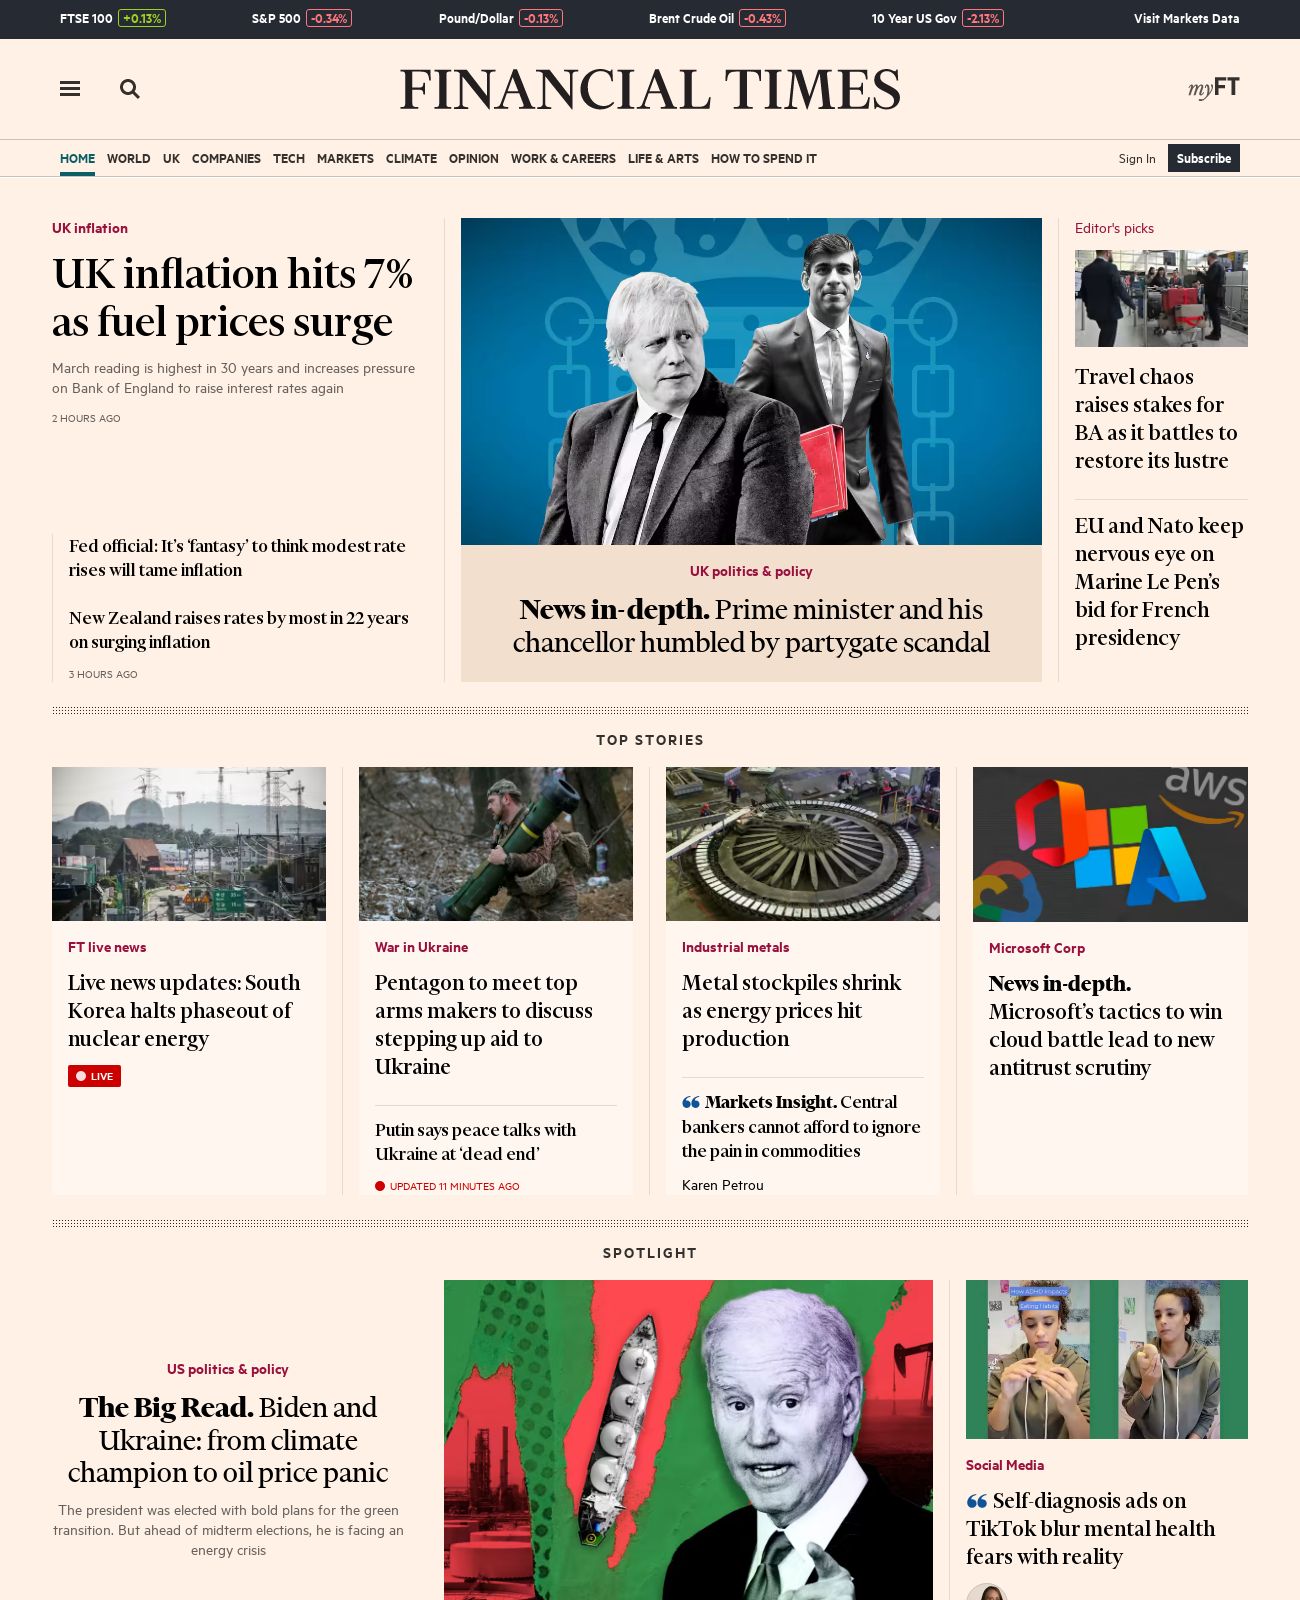 FTSE 100 +0.13% S&P 500 -0.34% Pound/Dollar -0.13% Brent Crude Oil -0.43% 10 Year US Gov -2.13% Visit Markets Data
FINANCIAL TIMES
myFT
HOME WORLD UK COMPANIES TECH MARKETS CLIMATE OPINION WORK & CAREERS LIFE & ARTS HOW TO SPEND IT Sign In Subscribe
UK inflation
UK inflation hits 7%
as fuel prices surge
March reading is highest in 30 years and increases pressure
on Bank of England to raise interest rates again
2 HOURS AGO
Fed official: It’s ‘fantasy’ to think modest rate
rises will tame inflation
New Zealand raises rates by most in 22 years
on surging inflation
3 HOURS AGO
UK politics & policy
News in-depth. Prime minister and his
chancellor humbled by partygate scandal
Editor's picks
Travel chaos
raises stakes for
BA as it battles to
restore its lustre
EU and Nato keep
nervous eye on
Marine Le Pen’s
bid for French
presidency
TOP STORIES
FT live news
Live news updates: South
Korea halts phaseout of
nuclear energy
LIVE
War in Ukraine
Pentagon to meet top
arms makers to discuss
stepping up aid to
Ukraine
Putin says peace talks with
Ukraine at ‘dead end’
UPDATED 11 MINUTES AGO
Industrial metals
Metal stockpiles shrink
as energy prices hit
production
“ Markets Insight. Central
bankers cannot afford to ignore
the pain in commodities
Karen Petrou
aws
Microsoft Corp
News in-depth.
Microsoft’s tactics to win
cloud battle lead to new
antitrust scrutiny
SPOTLIGHT
US politics & policy
The Big Read. Biden and
Ukraine: from climate
champion to oil price panic
The president was elected with bold plans for the green
transition. But ahead of midterm elections, he is facing an
energy crisis
How ADHD Impacts
Eating Habits
Social Media
“ Self-diagnosis ads on
TikTok blur mental health
fears with reality